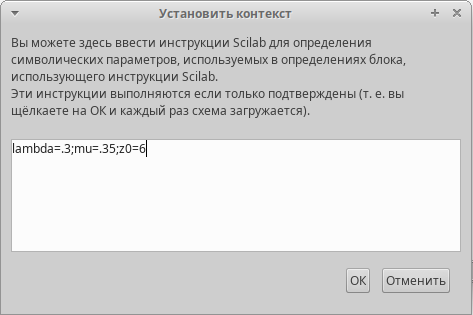 Установить контекст
Вы можете здесь ввести инструкции Scilab для определения
символических параметров, используемых в определениях блока,
использующего инструкции Scilab.
Эти инструкции выполняются если только подтверждены (т. е. вы
щёлкаете на ОК и каждый раз схема загружается).
lambda=.3;mu=.35;z0=6
ОК Отменить